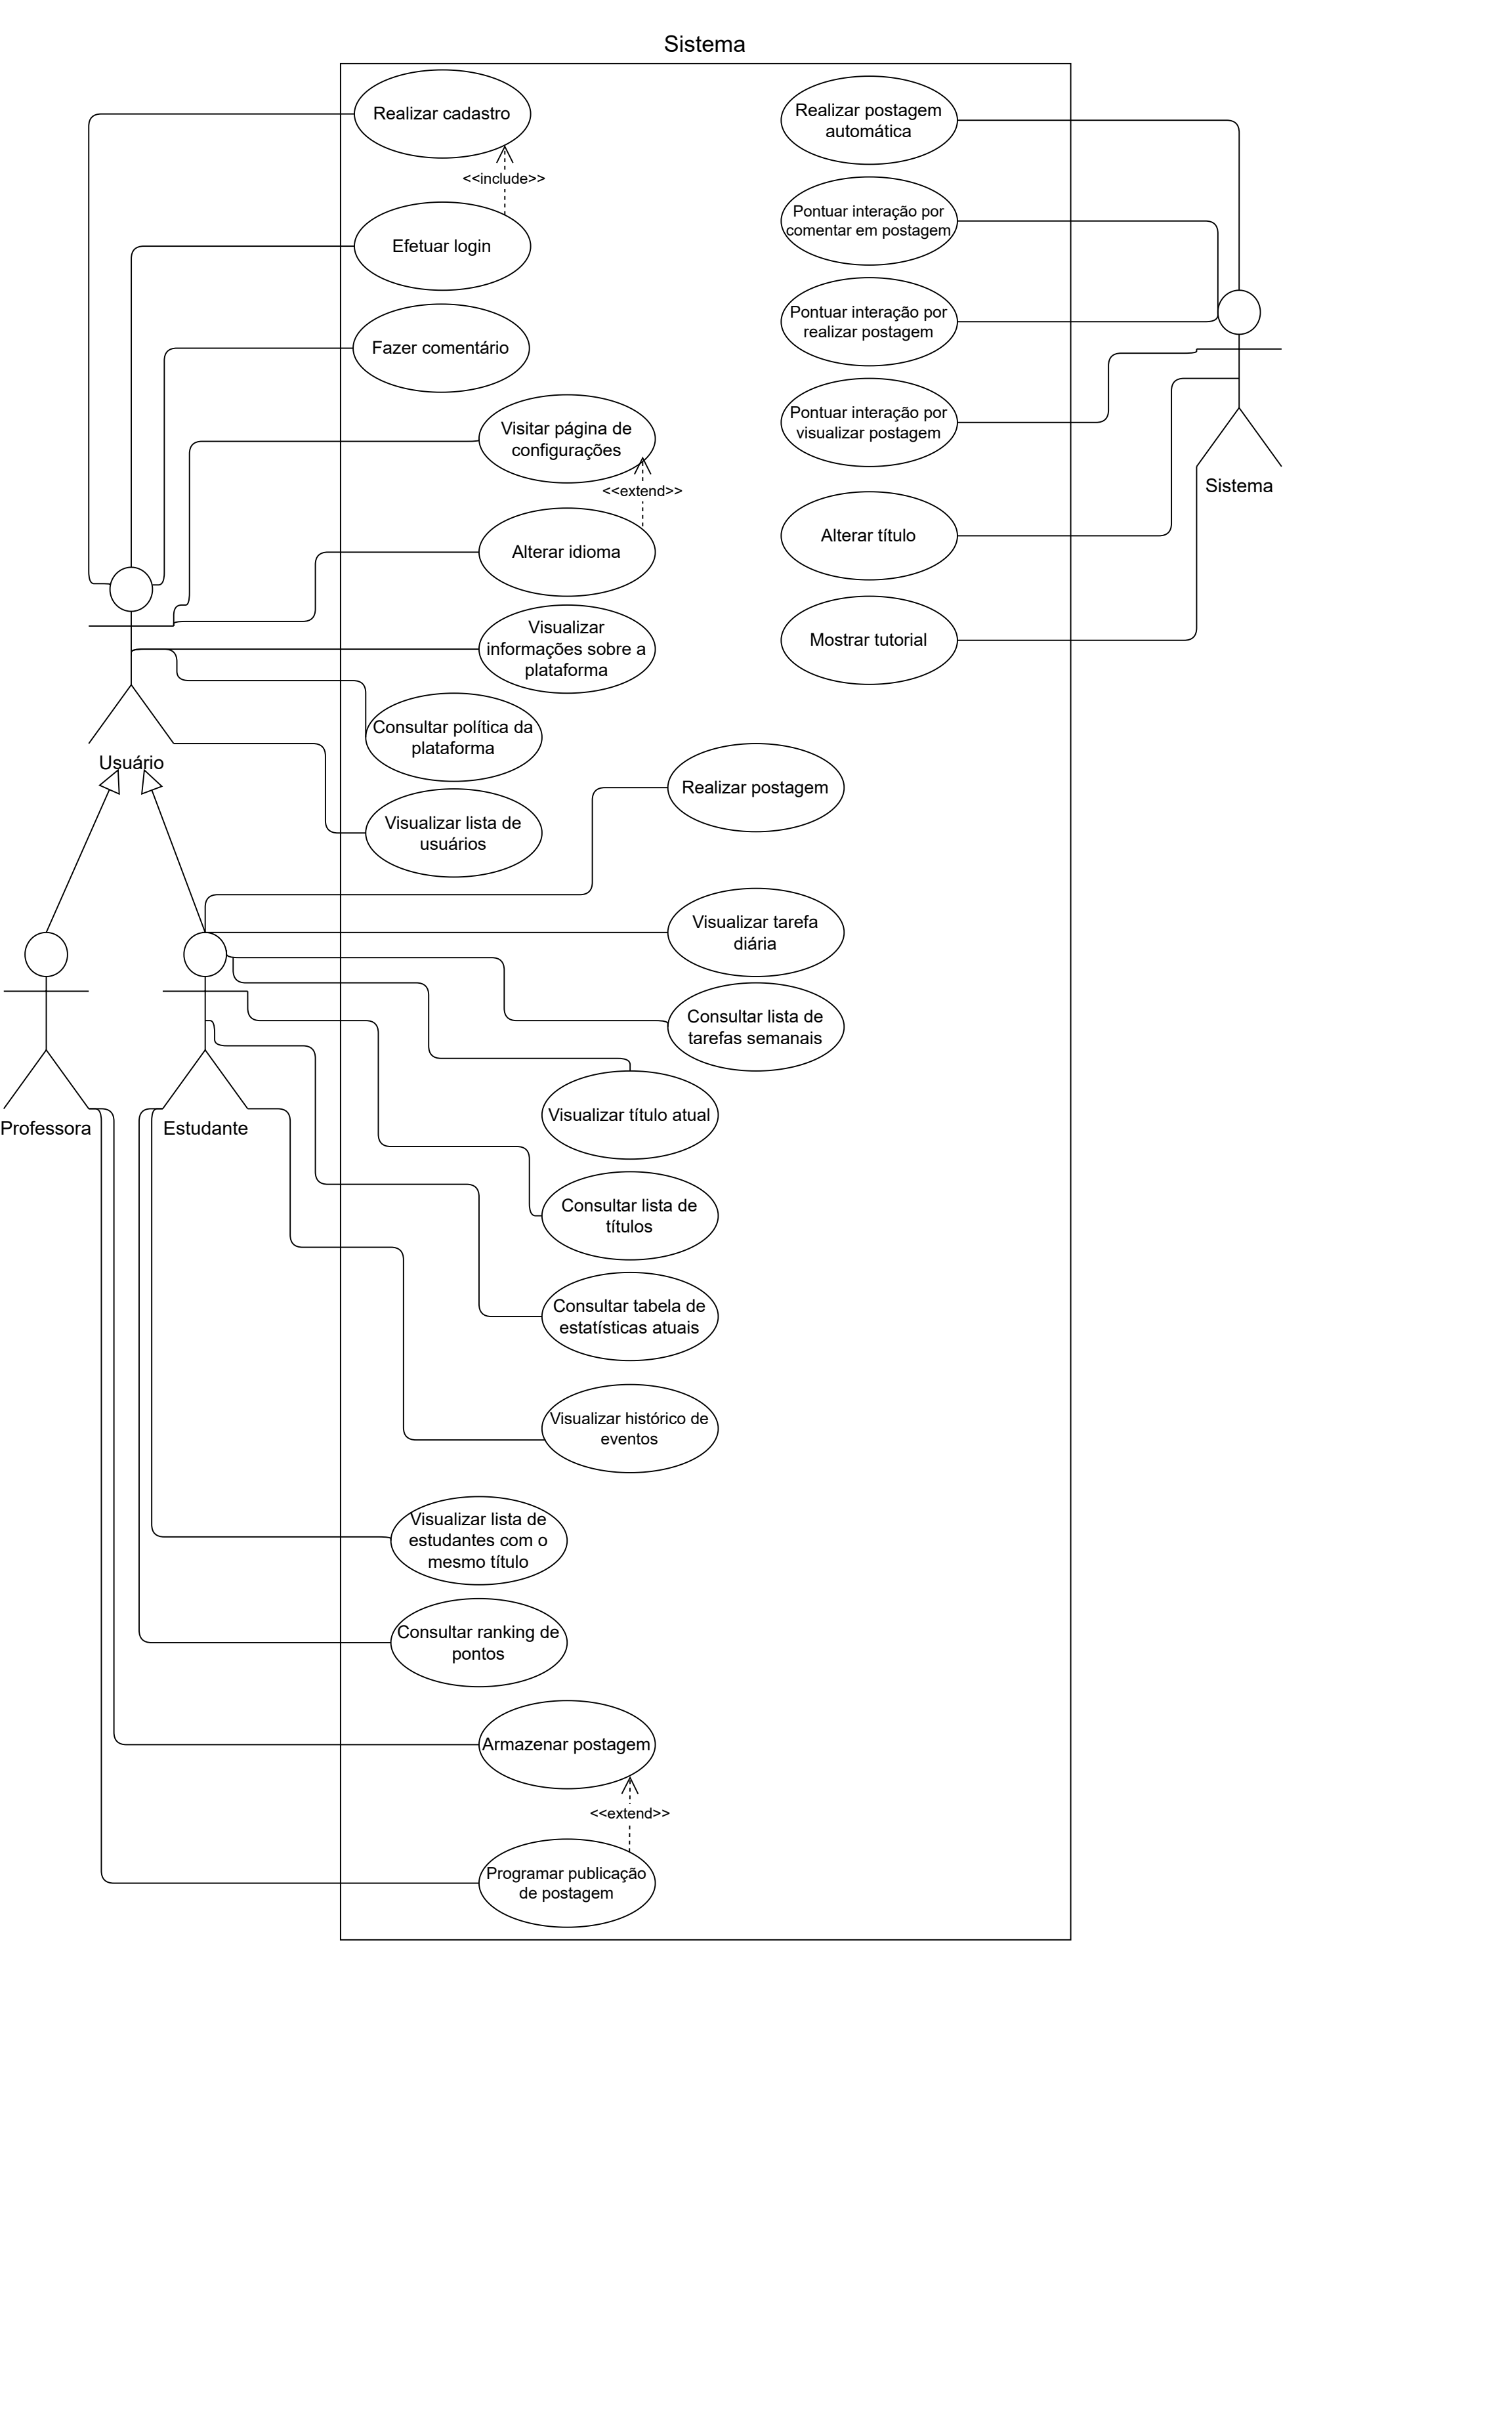 Sistema
Realizar cadastro
<<include>>
Efetuar login
Fazer comentário
Visitar página de
configurações
<<extend>>
Alterar idioma
Visualizar
informações sobre a
plataforma
Consultar política da
plataforma
Visualizar lista de
usuários
Usuário
Realizar postagem
automática
Pontuar interação por
comentar em postagem
Pontuar interação por
realizar postagem
Pontuar interação por
visualizar postagem
Alterar título
Mostrar tutorial
Sistema
Realizar postagem
Visualizar tarefa
diária
Consultar lista de
tarefas semanais
Visualizar título atual
Professora
Estudante
Consultar lista de
títulos
Consultar tabela de
estatísticas atuais
Visualizar histórico de
eventos
Visualizar lista de
estudantes com o
mesmo título
Consultar ranking de
pontos
Armazenar postagem
<<extend>>
Programar publicação
de postagem